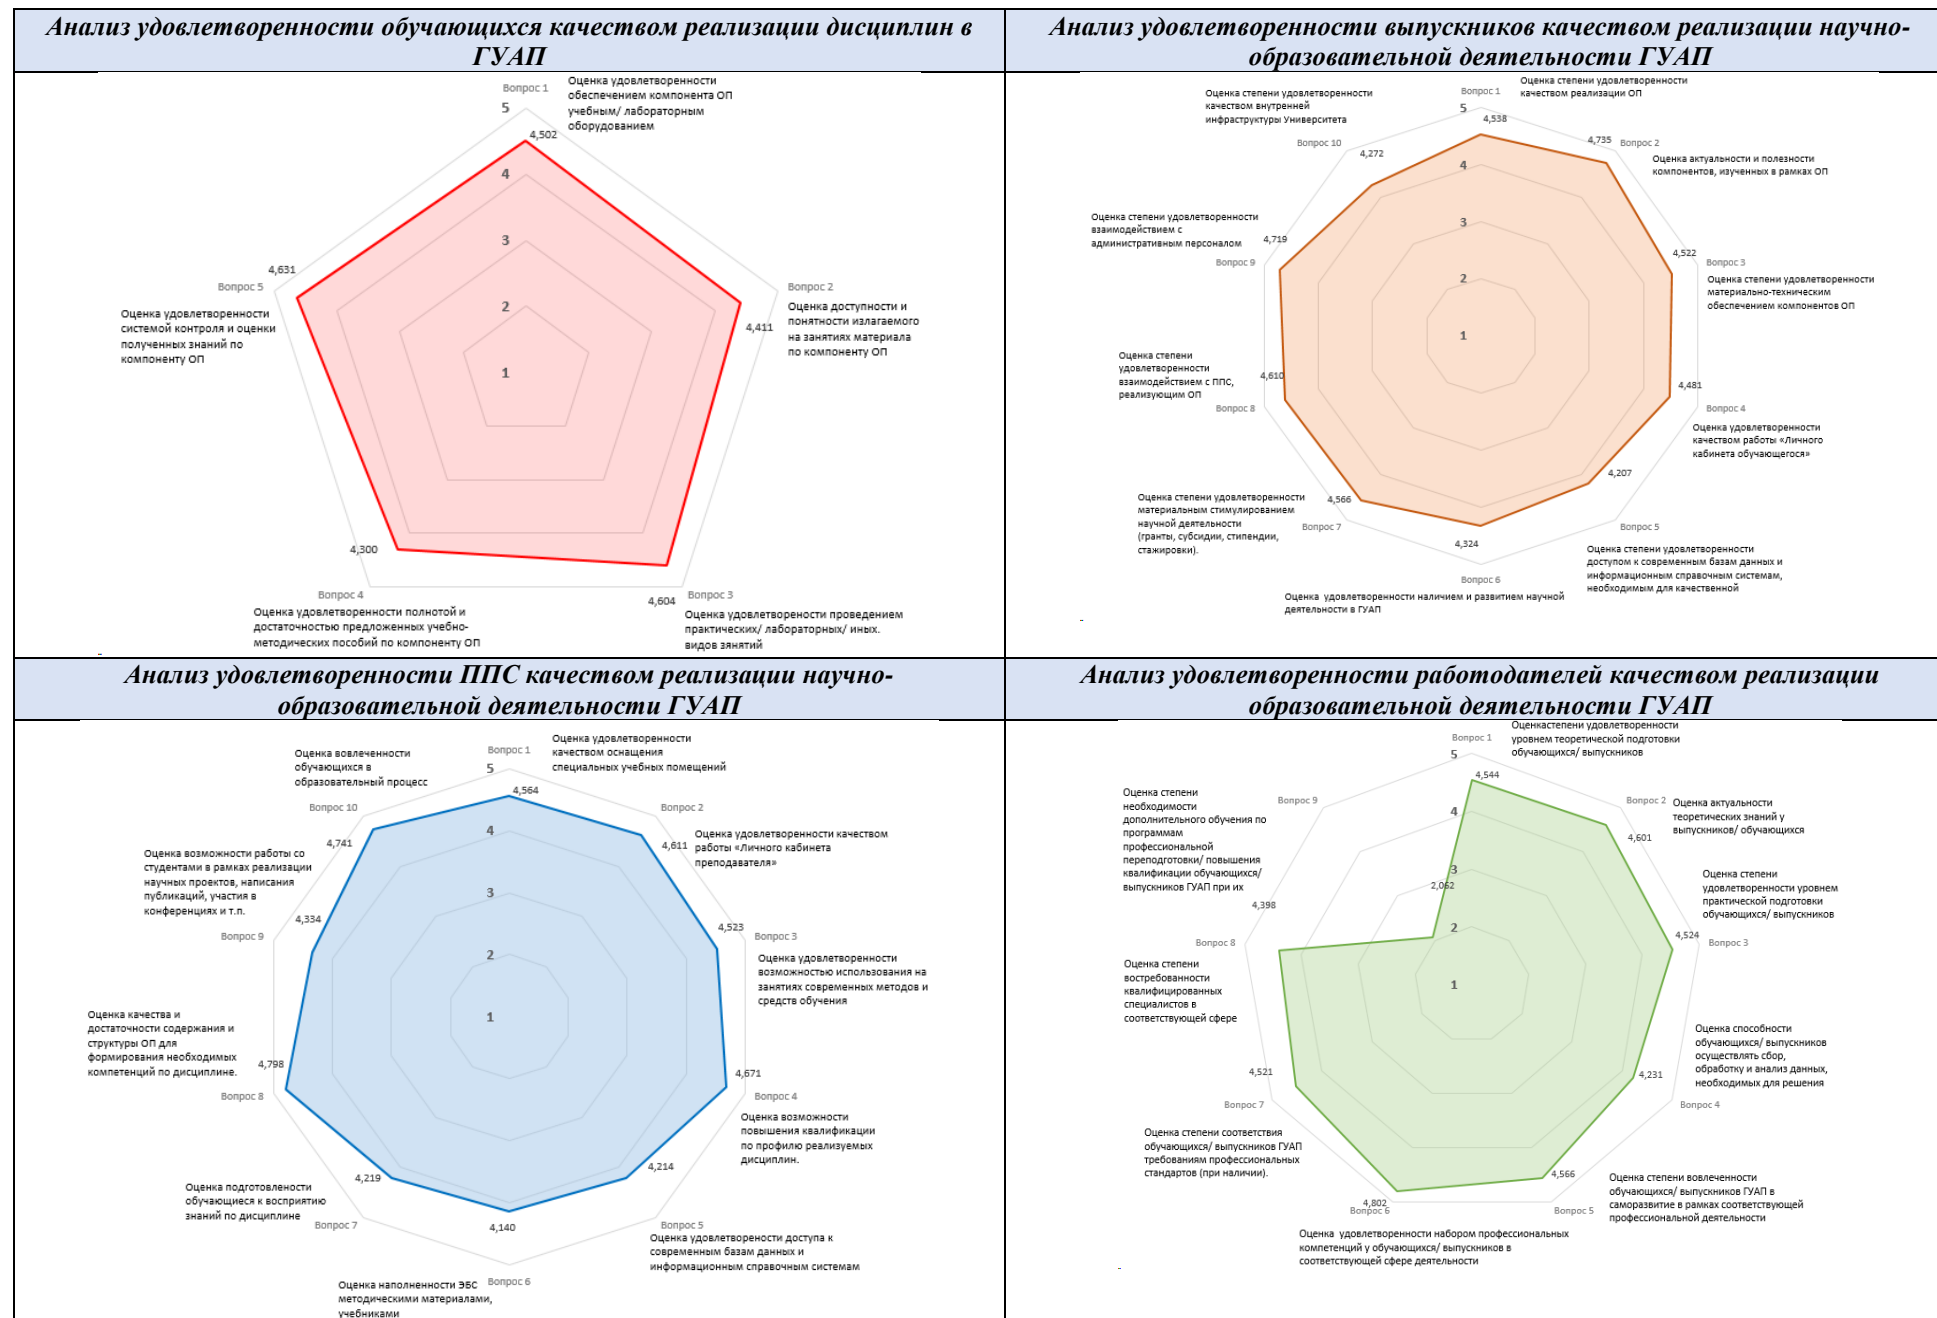 Анализ удовлетворенности обучающихся качеством реализации дисциплин в
ГУАП
Вопрос 1
Оценка удовлетворенности
обеспечением компонента ОП
учебным/ лабораторным
оборудованием
5
4,502
4
3
2
1
Вопрос 2
Оценка доступности и
понятности излагаемого
на занятиях материала
по компоненту ОП
4,411
4,631
Вопрос 5
Оценка удовлетворенности
системой контроля и оценки
полученных знаний по
компоненту ОП
4,300
Вопрос 4
Оценка удовлетворенности полнотой и
достаточностью предложенных учебно-
методических пособий по компоненту ОП
4,604
Вопрос 3
Оценка удовлетворености проведением
практических/ лабораторных/ иных.
видов знятий
Анализ удовлетворенности выпускников качеством реализации научно-
образовательной деятельности ГУАП
Вопрос 1
Оценка степени удовлетворенности
качеством реализации ОП
5
4,538
4
3
2
1
4,735
Вопрос 2
Оценка актуальности и полезности
компонентов, изученных в рамках ОП
4,522
Вопрос 3
Оценка степени удовлетворенности
материально-техническим
обеспечением компонентов ОП
4,481
Вопрос 4
Оценка удовлетворенности
качеством работы «Личного
кабинета обучающегося»
4,207
Вопрос 5
Оценка степени удовлетворенности
доступом к современным базам данных и
информационным справочным системам,
необходимым для качественной
4,324
Вопрос 6
Оценка удовлетворенности наличием и развитием научной
деятельности в ГУАП
4,566
Вопрос 7
Оценка степени удовлетворенности
материальным стимулированием
научной деятельности
(гранты, субсидии, стипендии,
стажировки).
4,610
Вопрос 8
Оценка степени
удовлетворенности
взаимодействием с ППС,
реализующим ОП
4,719
Вопрос 9
Оценка степени удовлетворенности
взаимодействием с
административным персоналом
4,272
Вопрос 10
Оценка степени удовлетворенности
качеством внутренней
инфраструктуры Университета
Анализ удовлетворенности ППС качеством реализации научно-
образовательной деятельности ГУАП
Вопрос 1
Оценка удовлетворенности
качеством оснащения
специальных учебных помещений
5
4,564
4
3
2
1
Вопрос 2
4,611
Оценка удовлетворенности качеством
работы «Личного кабинета
преподавателя»
4,523
Вопрос 3
Оценка удовлетворенности
возможностью использования на
занятиях современных методов и
средств обучения
4,671
Вопрос 4
Оценка возможности
повышения квалификации
по профилю реализуемых
дисциплин.
4,214
Вопрос 5
Оценка удовлетворености доступа к
современным базам данных и
информационным справочным системам
4,140
Вопрос 6
Оценка наполненности ЭБС
методическими материалами,
учебниками
4,219
Вопрос 7
Оценка подготовлености
обучающиеся к восприятию
знаний по дисциплине
4,798
Вопрос 8
Оценка качества и
достаточности содержания и
структуры ОП для
формирования необходимых
компетенций по дисциплине.
4,334
Вопрос 9
Оценка возможности работы со
студентами в рамках реализации
научных проектов, написания
публикаций, участия в
конференциях и т.п.
4,741
Вопрос 10
Оценка вовлеченности
обучающихся в
образовательный процесс
Анализ удовлетворенности работодателей качеством реализации
образовательной деятельности ГУАП
Вопрос 1
Оценкастепени удовлетворенности
уровнем теоретической подготовки
обучающихся/ выпускников
5
4,544
4
3
2
1
Вопрос 2
4,601
Оценка актуальности
теоретических знаний у
выпускников/ обучающихся
Оценка степени
удовлетворенности уровнем
практической подготовки
обучающихся/ выпускников
4,524
Вопрос 3
Оценка способности
обучающихся/ выпускников
осуществлять сбор,
обработку и анализ данных,
необходимых для решения
4,231
Вопрос 4
4,566
Вопрос 5
Оценка степени вовлеченности
обучающихся/ выпускников ГУАП в
саморазвитие в рамках соответствующей
профессиональной деятельности
4,802
Вопрос 6
Оценка удовлетворенности набором профессиональных
компетенций у обучающихся/ выпускников в
соответствующей сфере деятельности
4,521
Вопрос 7
Оценка степени соответствия
обучающихся/ выпускников ГУАП
требованиям профессиональных
стандартов (при наличии).
4,398
Вопрос 8
Оценка степени
востребованности
квалифицированных
специалистов в
соответствующей сфере
2,062
Вопрос 9
Оценка степени
необходимости
дополнительного обучения по
программам
профессиональной
переподготовки/ повышения
квалификации обучающихся/
выпускников ГУАП при их